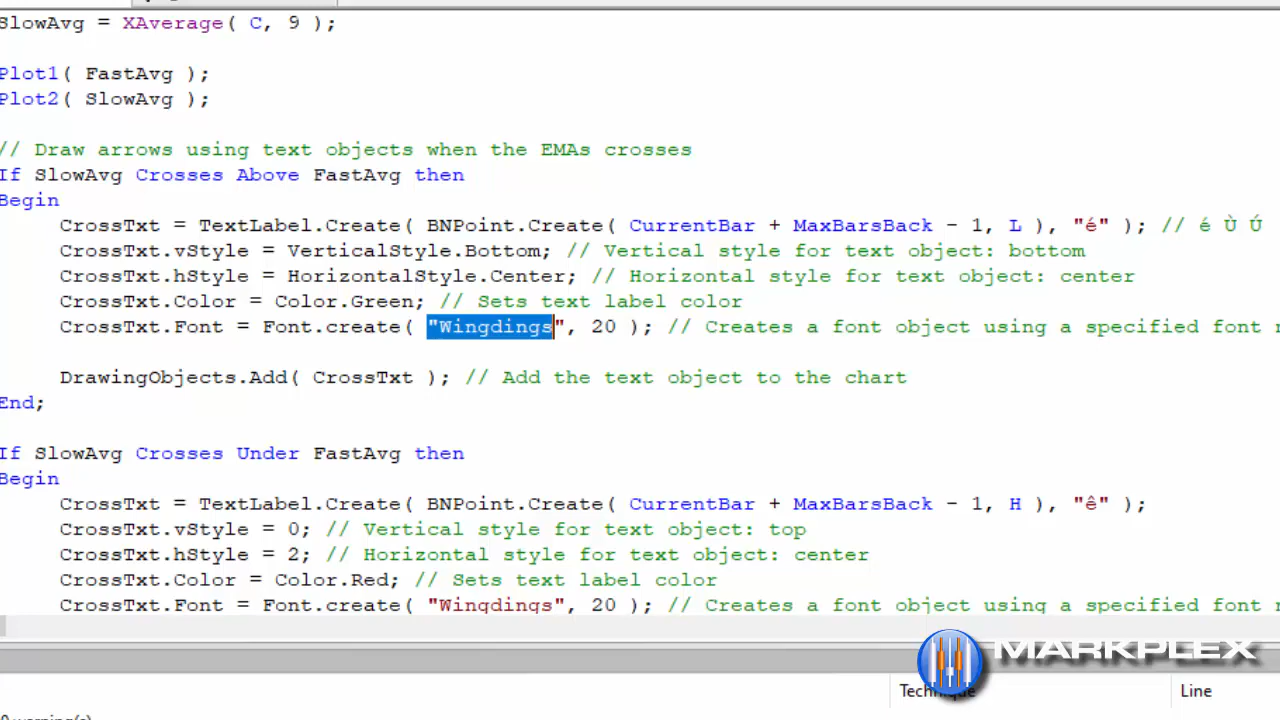 SlowAvg = XAverage( C, 9 );
Plot1( FastAvg );
Plot2( SlowAvg );
// Draw arrows using text objects when the EMAs crosses
If SlowAvg Crosses Above FastAvg then
Begin
CrossTxt = TextLabel.Create( BNPoint.Create( CurrentBar + MaxBarsBack - 1, L ), "é" ); // é Ù Ú
CrossTxt.vStyle = VerticalStyle.Bottom; // Vertical style for text object: bottom
CrossTxt.hStyle = HorizontalStyle.Center; // Horizontal style for text object: center
CrossTxt.Color = Color.Green; // Sets text label color
CrossTxt.Font = Font.create( "Wingdings", 20 ); // Creates a font object using a specified font
DrawingObjects.Add( CrossTxt ); // Add the text object to the chart
End;
If SlowAvg Crosses Under FastAvg then
Begin
CrossTxt = TextLabel.Create( BNPoint.Create( CurrentBar + MaxBarsBack - 1, H ), "ê" );
CrossTxt.vStyle = 0; // Vertical style for text object: top
CrossTxt.hStyle = 2; // Horizontal style for text object: center
CrossTxt.Color = Color.Red; // Sets text label color
CrossTxt.Font = Font.create( "Wingdings", 20 ); // Creates a font object using a specified font
MARKPLEX
Technique Line